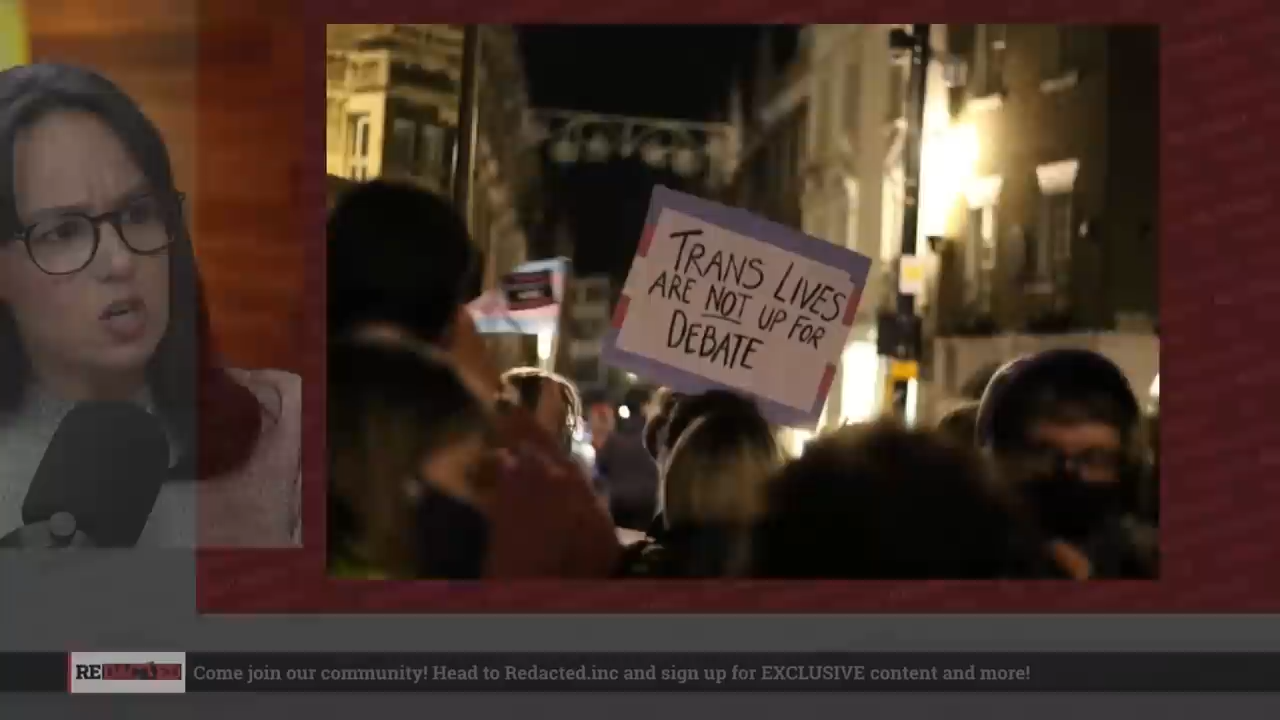 TRANS LIVES
ARE NOT UP FOR
DEBATE
REDACTED Come join our community! Head to Redacted.inc and sign up for EXCLUSIVE content and more!